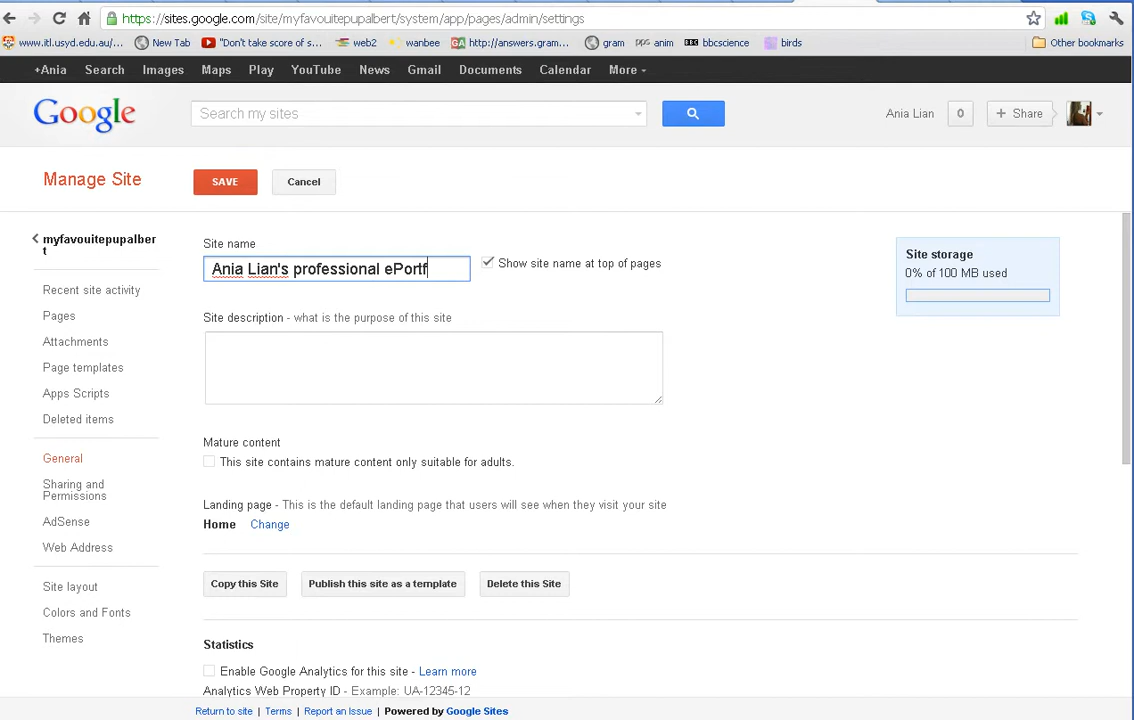 https://sites.google.com/site/myfavouitepupalbert/system/app/pages/admin/settings
www.itl.usyd.edu.au/... New Tab "Don't take score of s... web2 wanbee GA http://answers.gram... gram PPS anim BBC bbcscience birds Other bookmarks
+Ania Search Images Maps Play YouTube News Gmail Documents Calendar More
Google Search my sites Ania Lian 0 + Share
Manage Site SAVE Cancel
myfavouitepupalber
t
Recent site activity
Pages
Attachments
Page templates
Apps Scripts
Deleted items
General
Sharing and
Permissions
AdSense
Web Address
Site layout
Colors and Fonts
Themes
Site name
Ania Lian's professional ePortf Show site name at top of pages
Site description - what is the purpose of this site
Mature content
This site contains mature content only suitable for adults.
Landing page - This is the default landing page that users will see when they visit your site
Home Change
Copy this Site Publish this site as a template Delete this Site
Statistics
Enable Google Analytics for this site - Learn more
Analytics Web Property ID - Example: UA-12345-12
Site storage
0% of 100 MB used
Return to site | Terms | Report an Issue | Powered by Google Sites